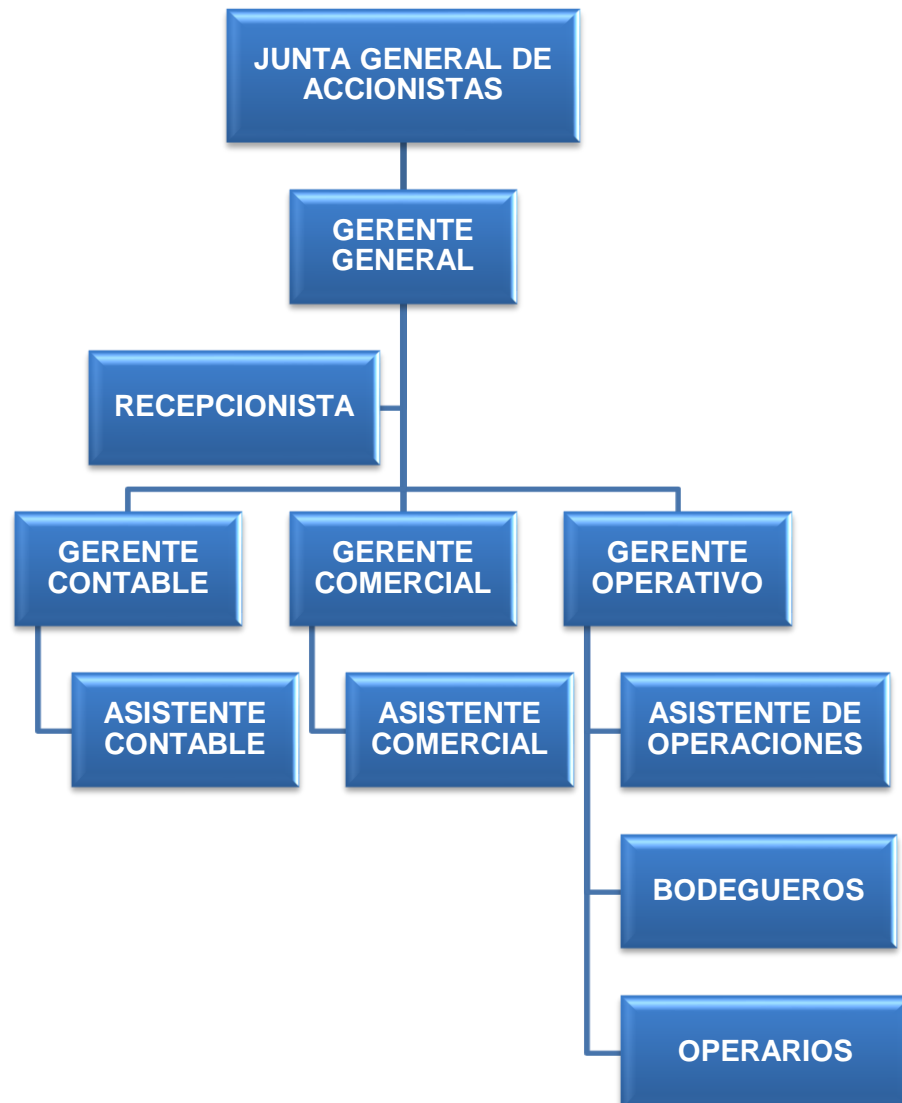 JUNTA GENERAL DE
ACCIONISTAS
GERENTE
GENERAL
RECEPCIONISTA
GERENTE
CONTABLE
GERENTE
COMERCIAL
GERENTE
OPERATIVO
ASISTENTE
CONTABLE
ASISTENTE
COMERCIAL
ASISTENTE DE
OPERACIONES
BODEGUEROS
OPERARIOS